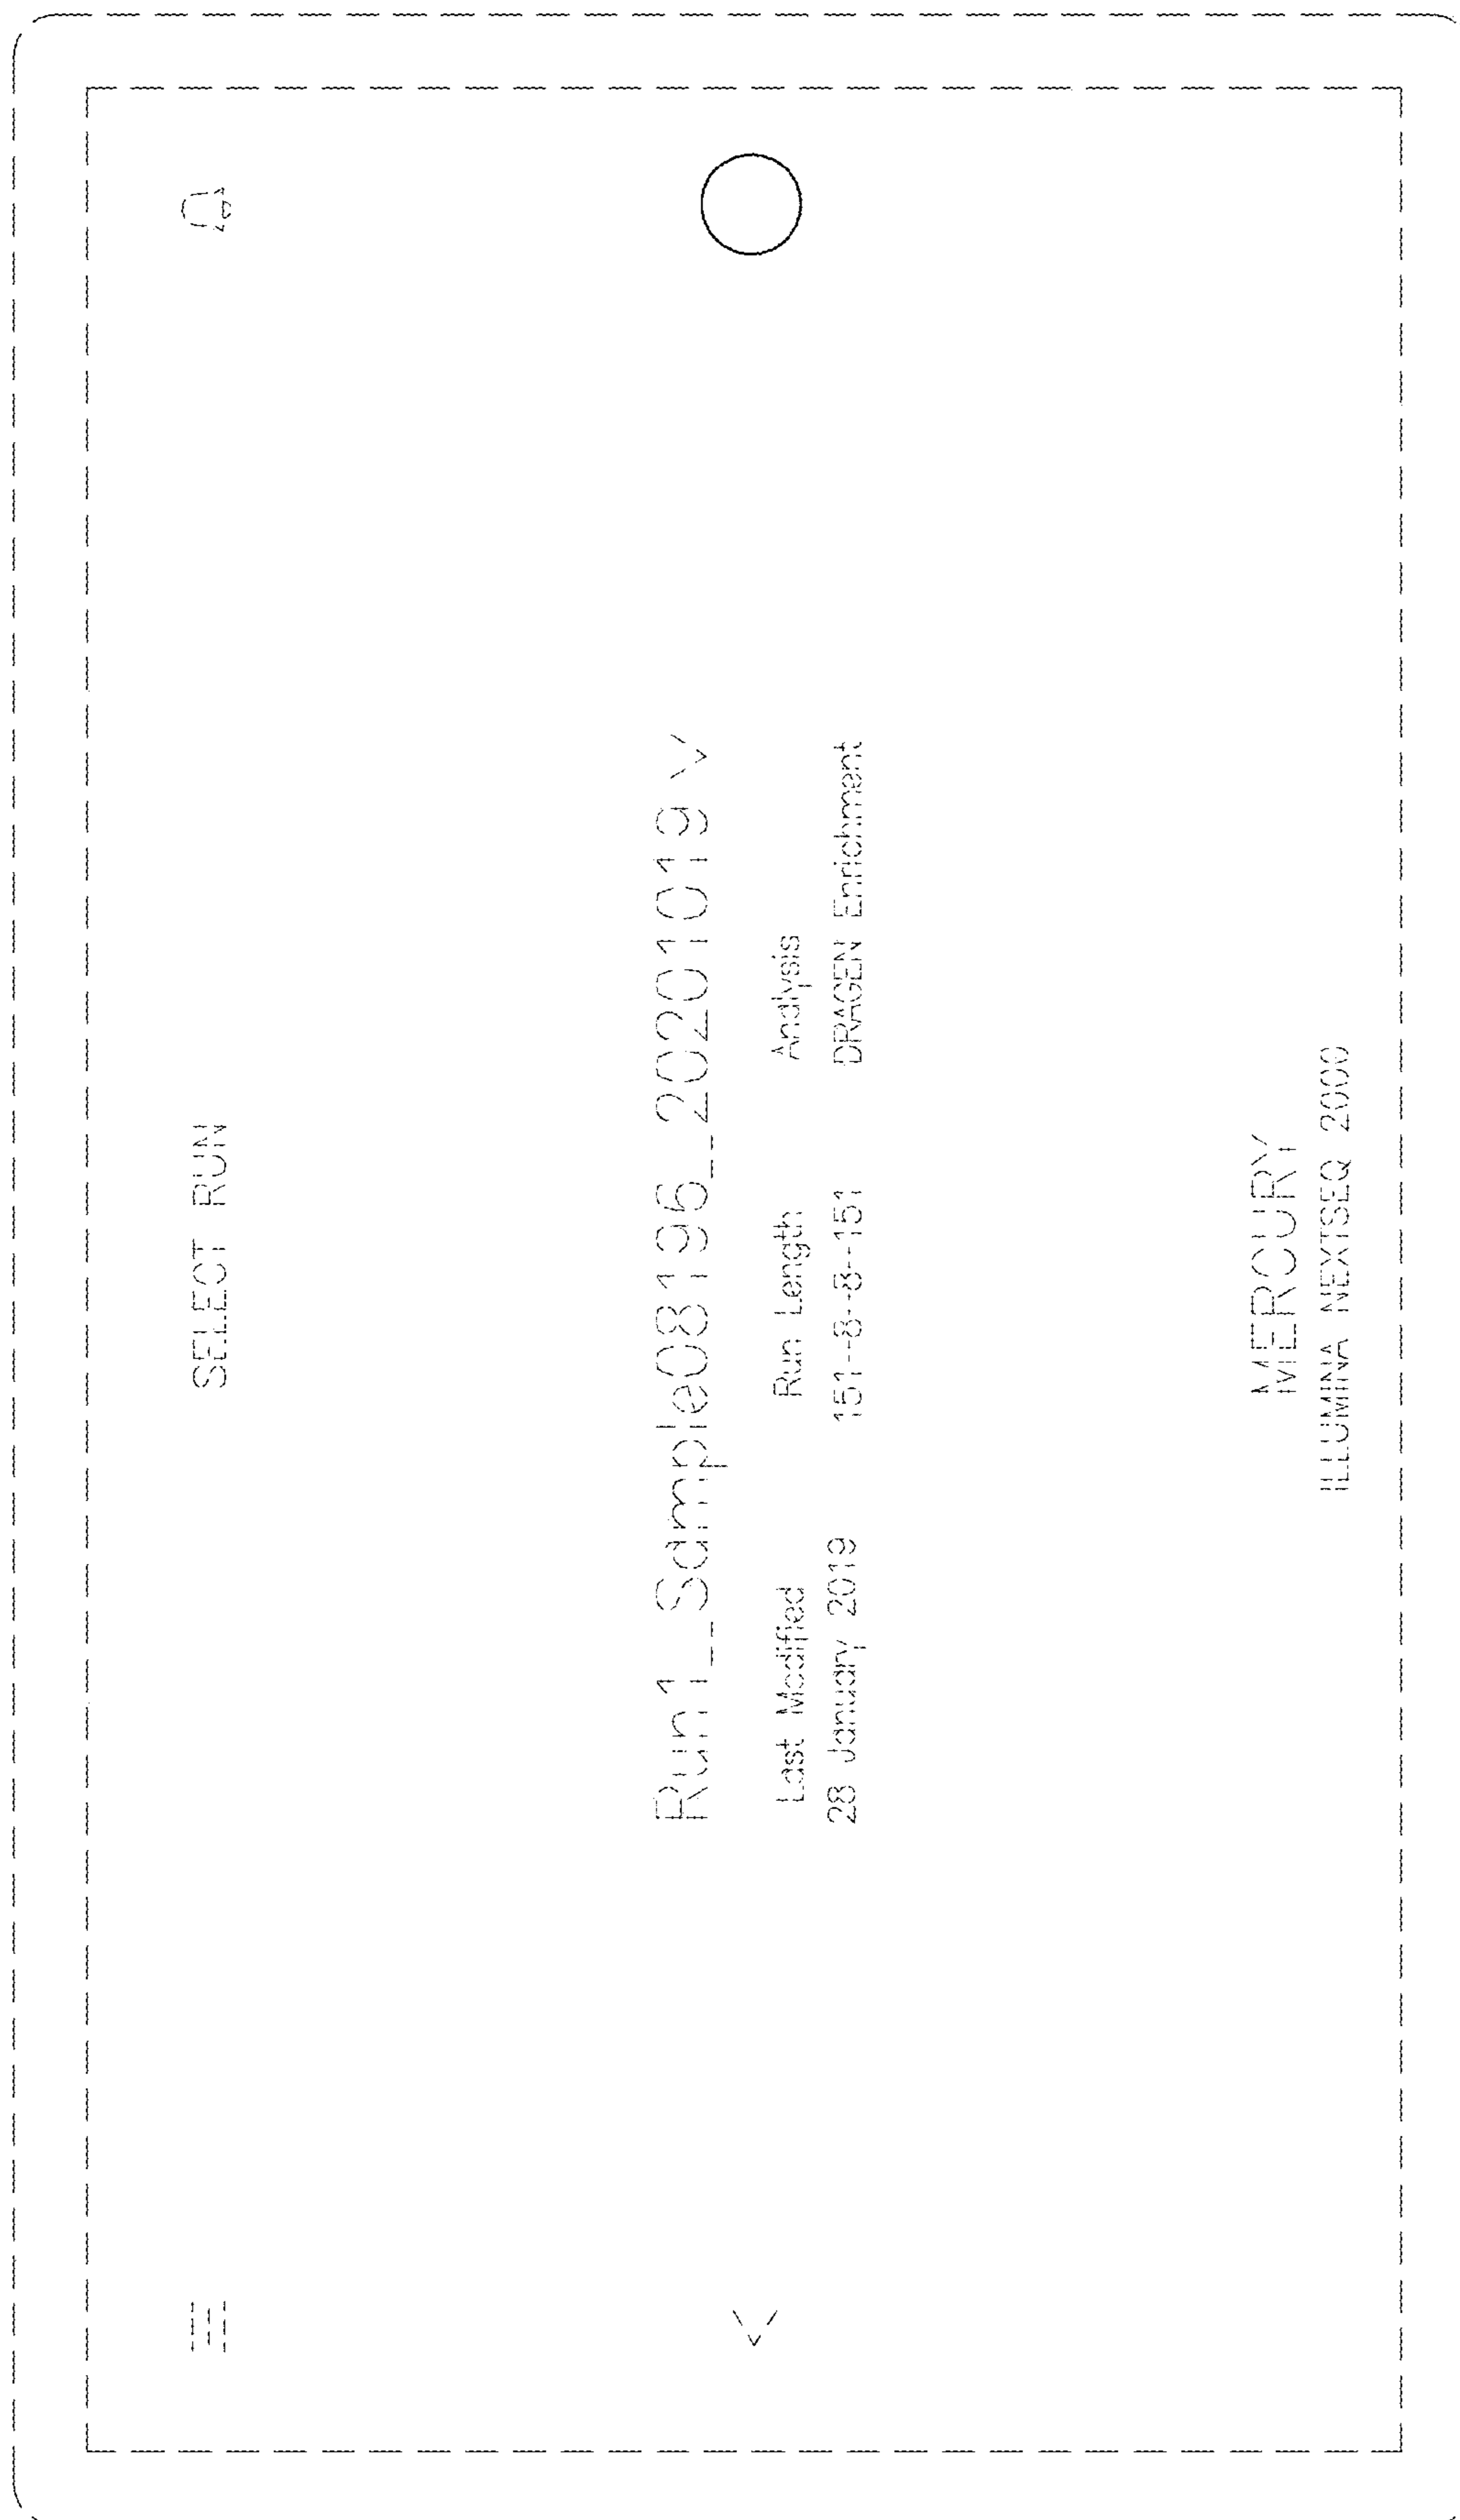 SELECT RUN
Run1_Sample08196_20201019
Last Modified Run Length Analysis
28 January 2019 151-8-8-151 DRAGEN Enrichment
MERCURY
ILLUMINA NEXTSEQ 2000